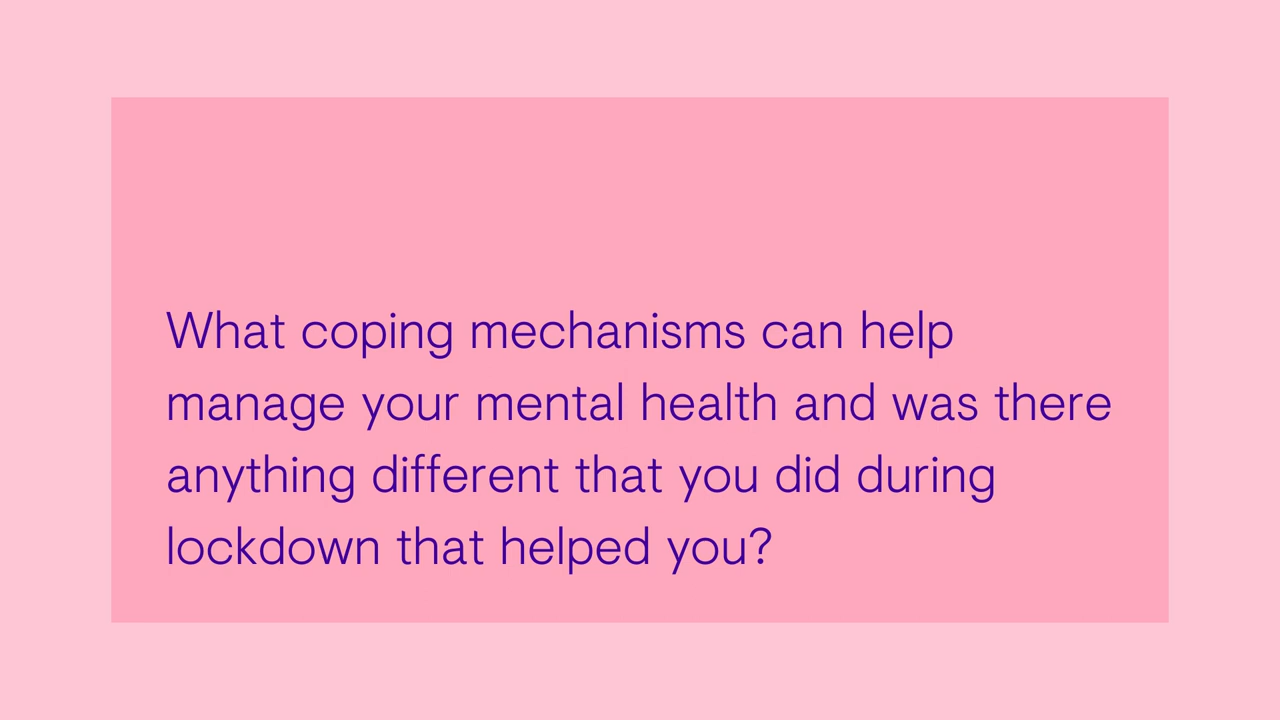 What coping mechanisms can help
manage your mental health and was there
anything different that you did during
lockdown that helped you?